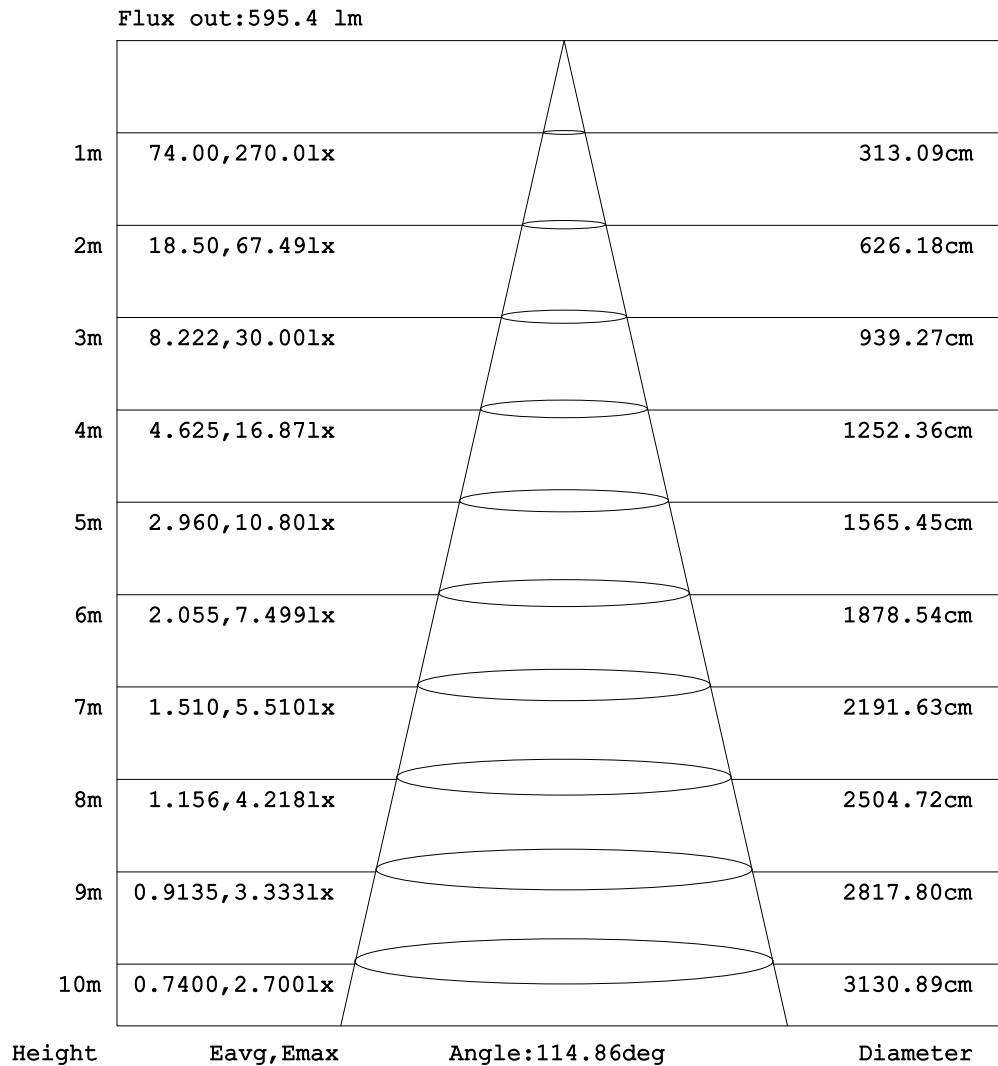 Flux out:595.4 lm
1m 74.00,270.0lx 313.09cm
2m 18.50,67.49lx 626.18cm
3m 8.222,30.00lx 939.27cm
4m 4.625,16.87lx 1252.36cm
5m 2.960,10.80lx 1565.45cm
6m 2.055,7.499lx 1878.54cm
7m 1.510,5.510lx 2191.63cm
8m 1.156,4.218lx 2504.72cm
9m 0.9135,3.333lx 2817.80cm
10m 0.7400,2.700lx 3130.89cm
Height Eavg,Emax Angle:114.86deg Diameter